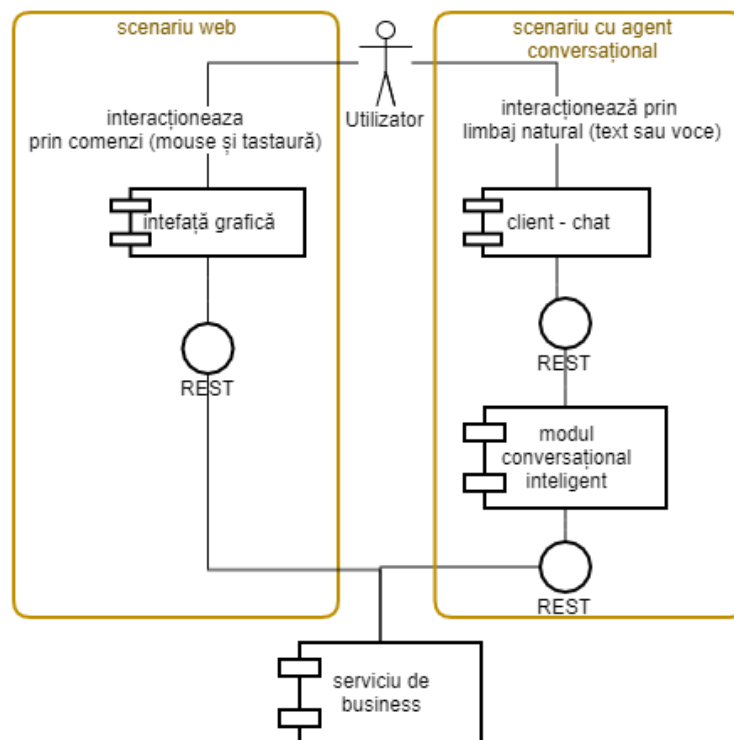 scenariu web
scenariu cu agent
conversațional
Utilizator
interacționeaza
prin comenzi (mouse și tastaură)
interacționează prin
limbaj natural (text sau voce)
intefață grafică
client - chat
REST
REST
modul
conversațional
inteligent
REST
serviciu de
business